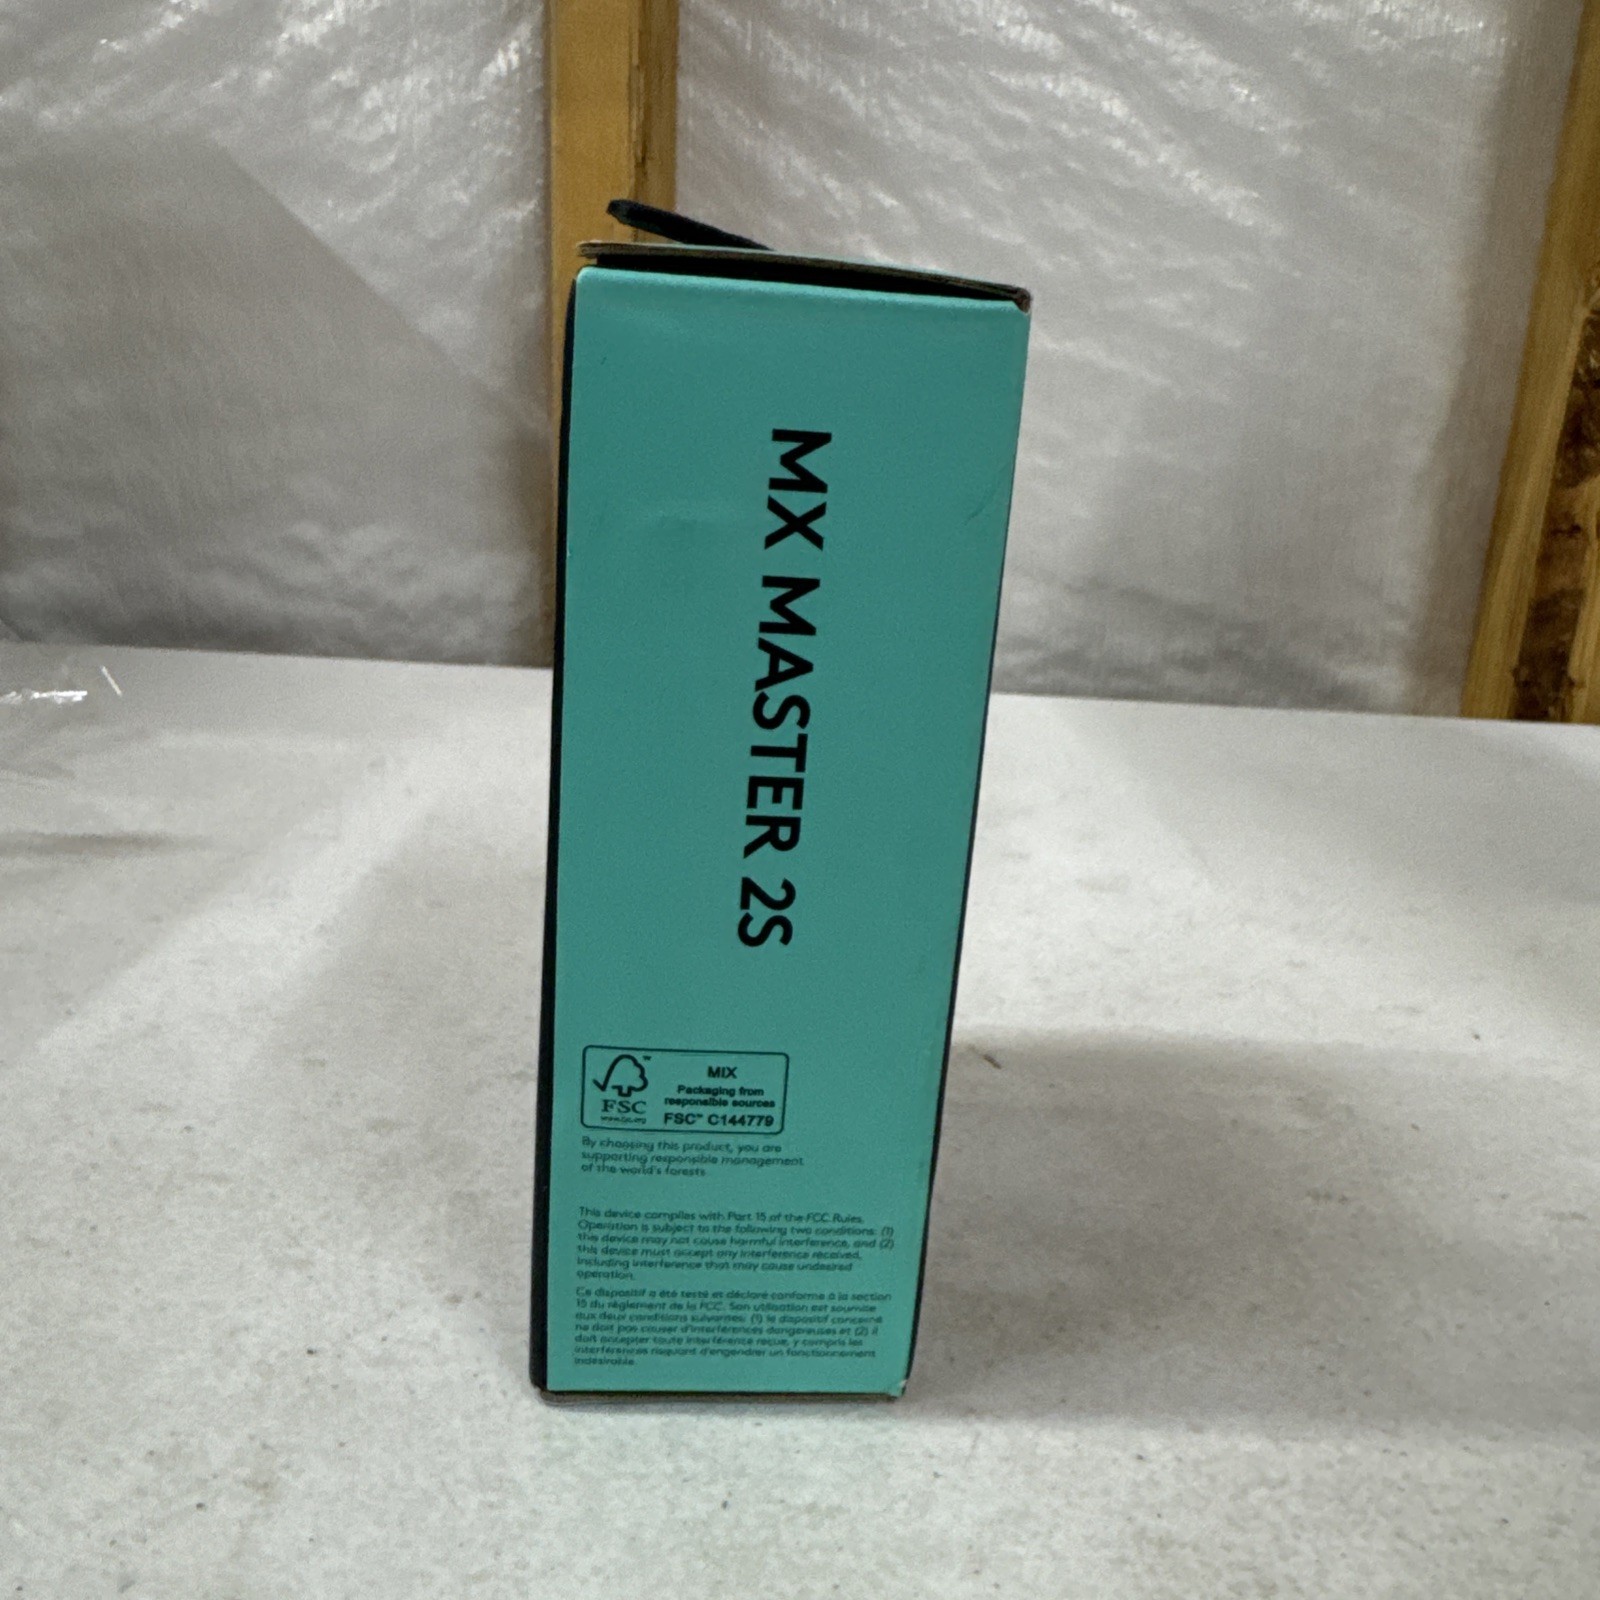 MX MASTER 2S
FSC™
www.fsc.org
MIX
Packaging from
responsible sources
FSC™ C144779
By choosing this product, you are
supporting responsible management
of the world's forests
This device complies with Part 15 of the FCC Rules.
Operation is subject to the following two conditions: (1)
this device may not cause harmful interference, and (2)
this device must accept any interference received,
including interference that may cause undesired
operation.
Ce dispositif a été testé et déclaré conforme à la section
15 du règlement de la FCC. Son utilisation est soumise
aux deux conditions suivantes: (1) le dispositif concerné
ne doit pas causer d'interférences dangereuses et (2) il
doit accepter toute interférence reçue, y compris les
interférences risquant d'engendrer un fonctionnement
indésirable.